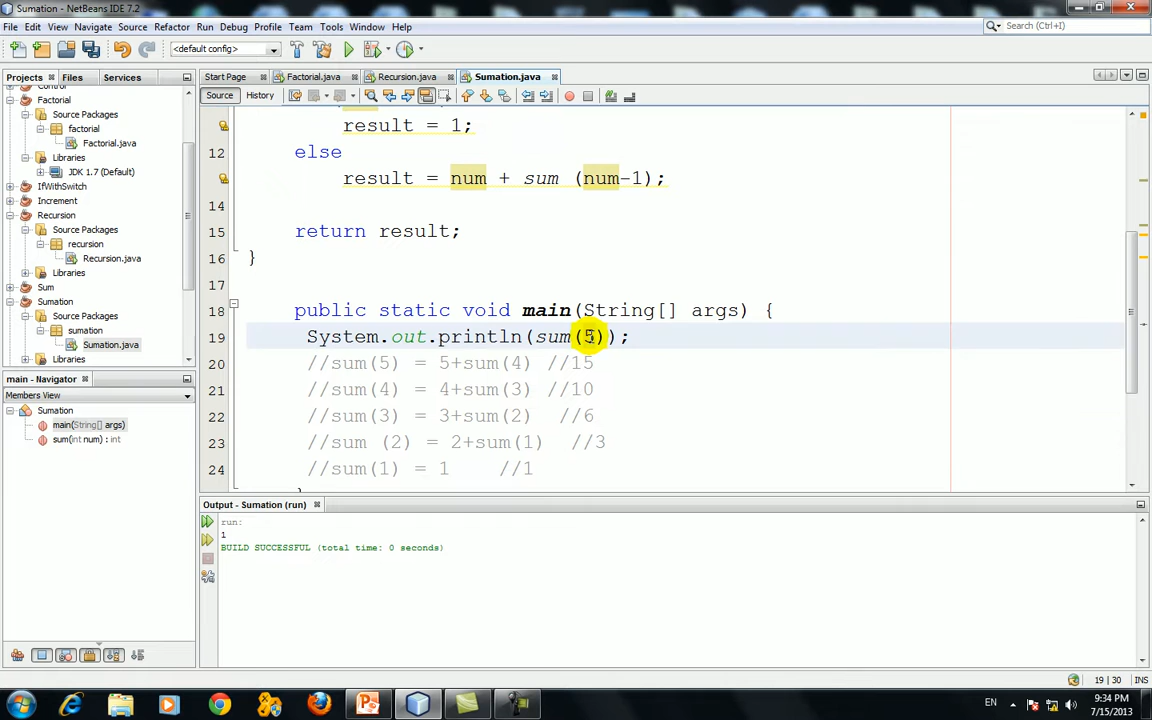 Sumation - NetBeans IDE 7.2
File Edit View Navigate Source Refactor Run Debug Profile Team Tools Window Help
Search (Ctrl+I)
<default config>
Projects Files Services
Start Page Factorial.java Recursion.java Sumation.java
Source History
Factorial
Source Packages
factorial
Factorial.java
Libraries
JDK 1.7 (Default)
IfWithSwitch
Increment
Recursion
Source Packages
recursion
Recursion.java
Libraries
Sum
Sumation
Source Packages
sumation
Sumation.java
Libraries
main - Navigator
Members View
Sumation
main(String[] args)
sum(int num) : int
result = 1;
12 else
result = num + sum (num-1);
14
15 return result;
16 }
17
18 public static void main(String[] args) {
19 System.out.println(sum(5));
20 //sum(5) = 5+sum(4) //15
21 //sum(4) = 4+sum(3) //10
22 //sum(3) = 3+sum(2) //6
23 //sum (2) = 2+sum(1) //3
24 //sum(1) = 1 //1
Output - Sumation (run)
run:
1
BUILD SUCCESSFUL (total time: 0 seconds)
19 | 30 INS
EN
9:34 PM
7/15/2013